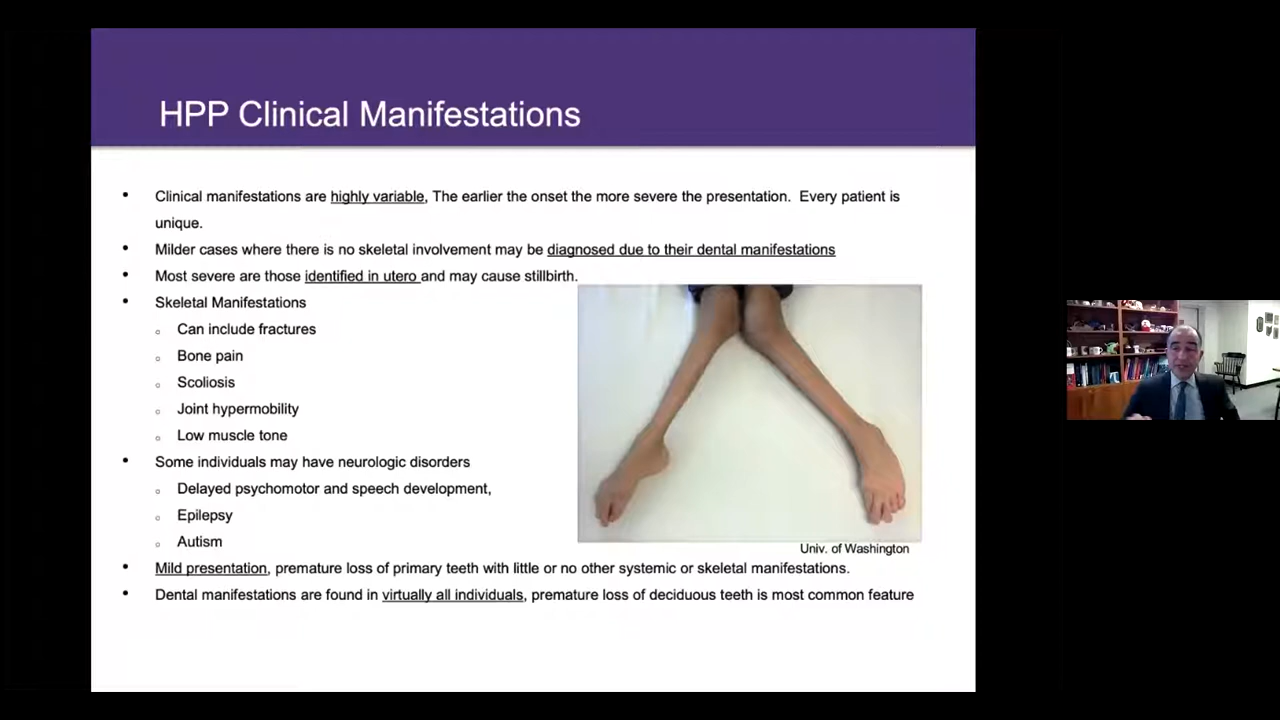 HPP Clinical Manifestations
• Clinical manifestations are highly variable, The earlier the onset the more severe the presentation.  Every patient is
unique.
• Milder cases where there is no skeletal involvement may be diagnosed due to their dental manifestations
• Most severe are those identified in utero and may cause stillbirth.
• Skeletal Manifestations
o Can include fractures
o Bone pain
o Scoliosis
o Joint hypermobility
o Low muscle tone
• Some individuals may have neurologic disorders
o Delayed psychomotor and speech development,
o Epilepsy
o Autism
Univ. of Washington
• Mild presentation, premature loss of primary teeth with little or no other systemic or skeletal manifestations.
• Dental manifestations are found in virtually all individuals, premature loss of deciduous teeth is most common feature